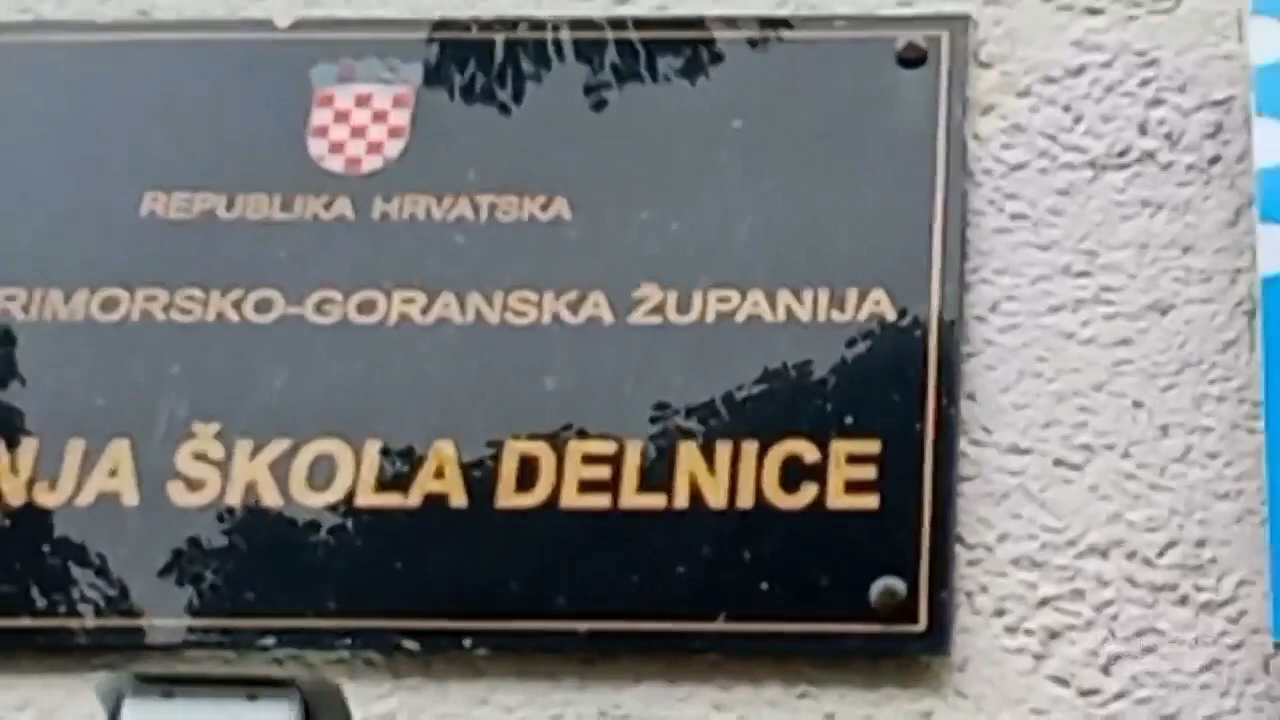 REPUBLIKA HRVATSKA
RIMORSKO-GORANSKA ŽUPANIJA
NJA ŠKOLA DELNICE